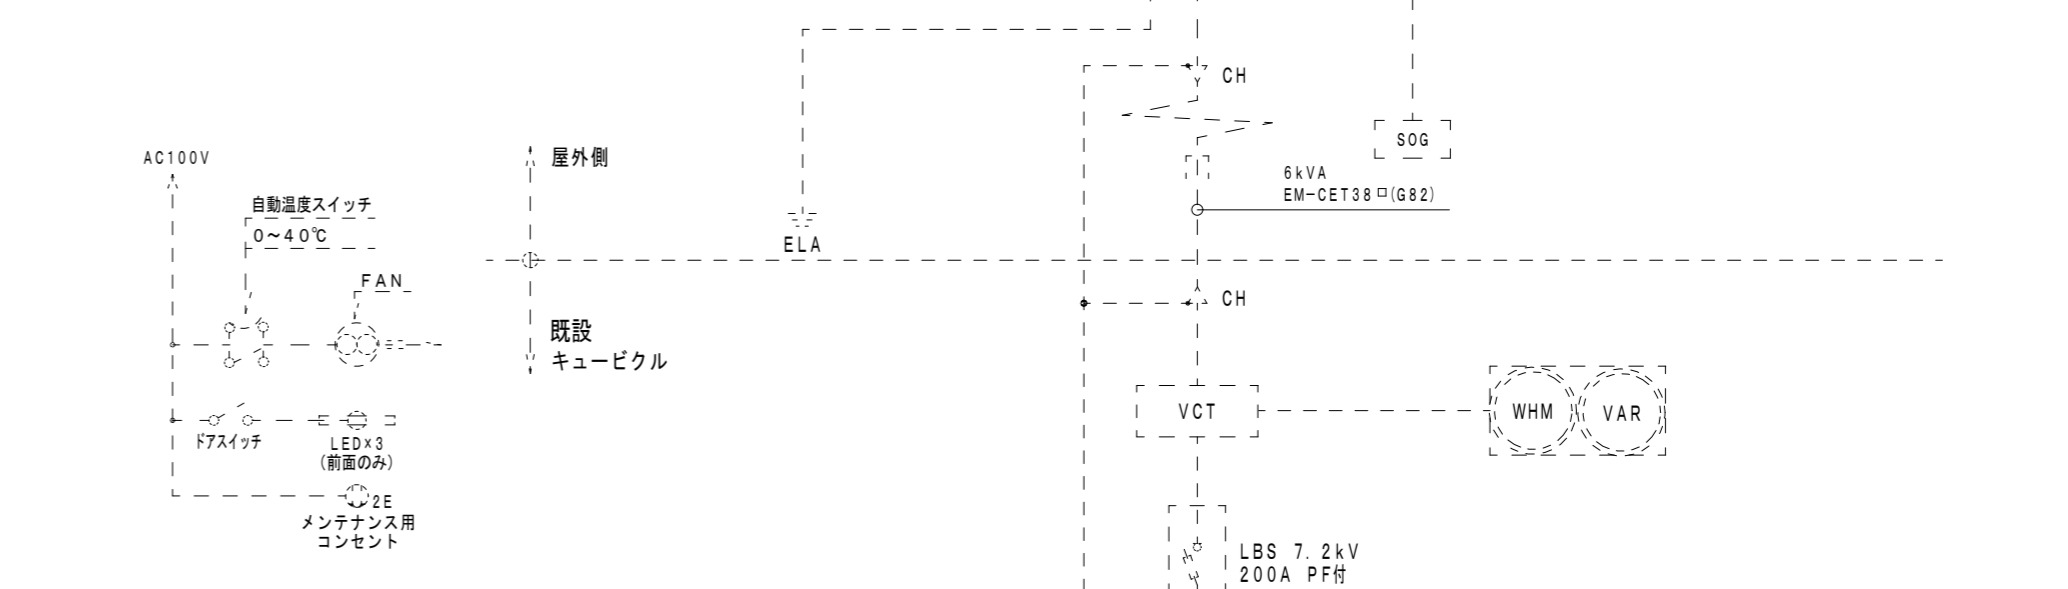 CH
SOG
AC100V
屋外側
6kVA
EM-CET38□(G82)
自動温度スイッチ
0～40℃
ELA
FAN
CH
既設
キュービクル
VCT
WHM
VAR
ドアスイッチ
LED×3
(前面のみ)
2E
メンテナンス用
コンセント
LBS 7.2kV
200A PF付